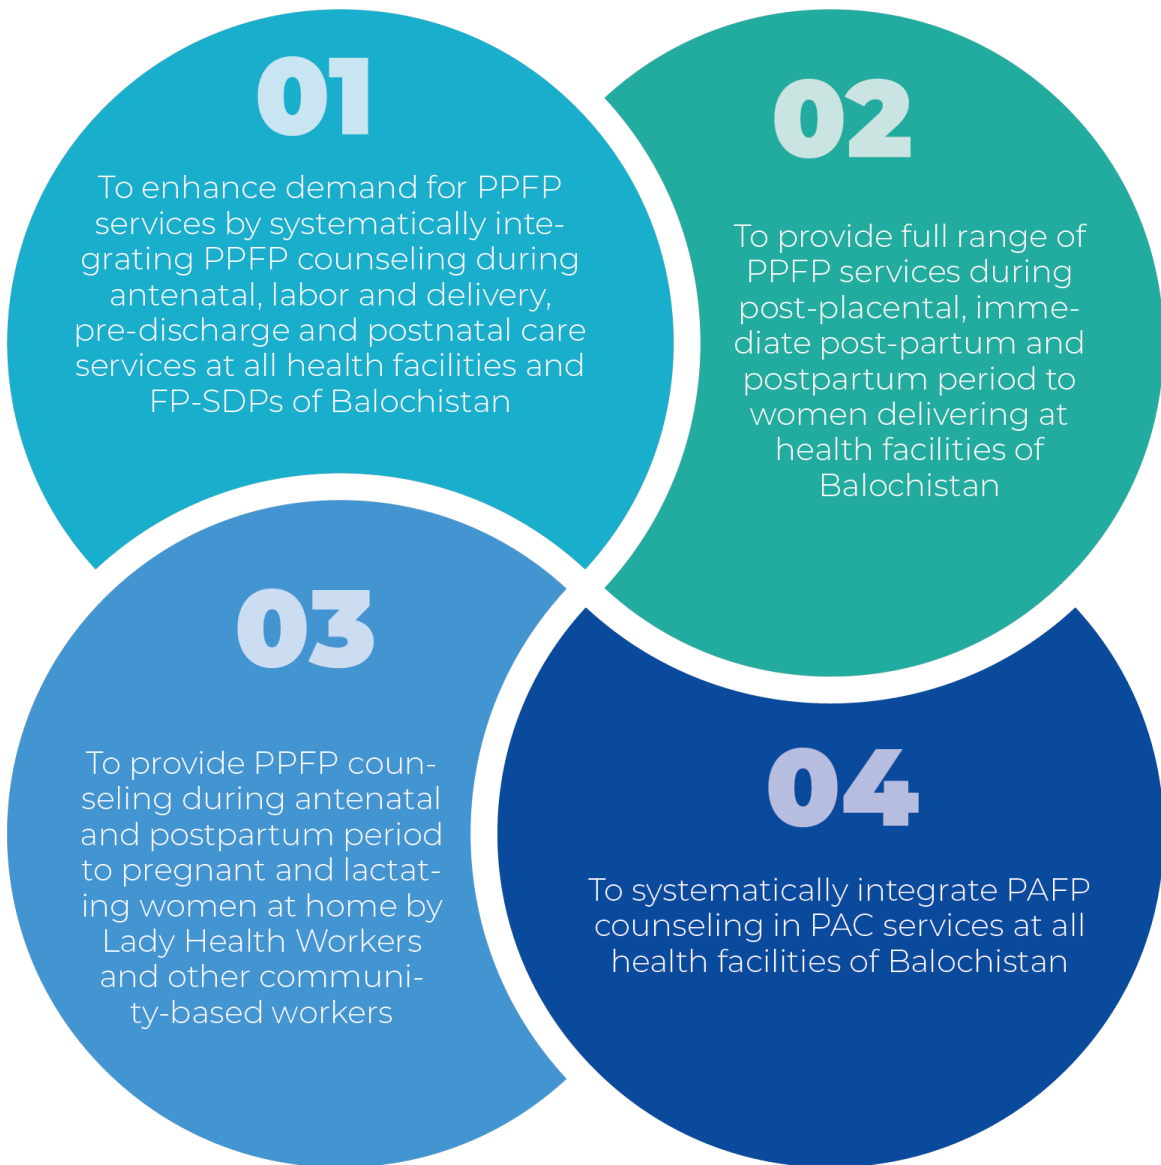 01
To enhance demand for PPFP
services by systematically inte-
grating PPFP counseling during
antenatal, labor and delivery,
pre-discharge and postnatal care
services at all health facilities and
FP-SDPs of Balochistan
02
To provide full range of
PPFP services during
post-placental, imme-
diate post-partum and
postpartum period to
women delivering at
health facilities of
Balochistan
03
To provide PPFP coun-
seling during antenatal
and postpartum period
to pregnant and lactat-
ing women at home by
Lady Health Workers
and other communi-
ty-based workers
04
To systematically integrate PAFP
counseling in PAC services at all
health facilities of Balochistan